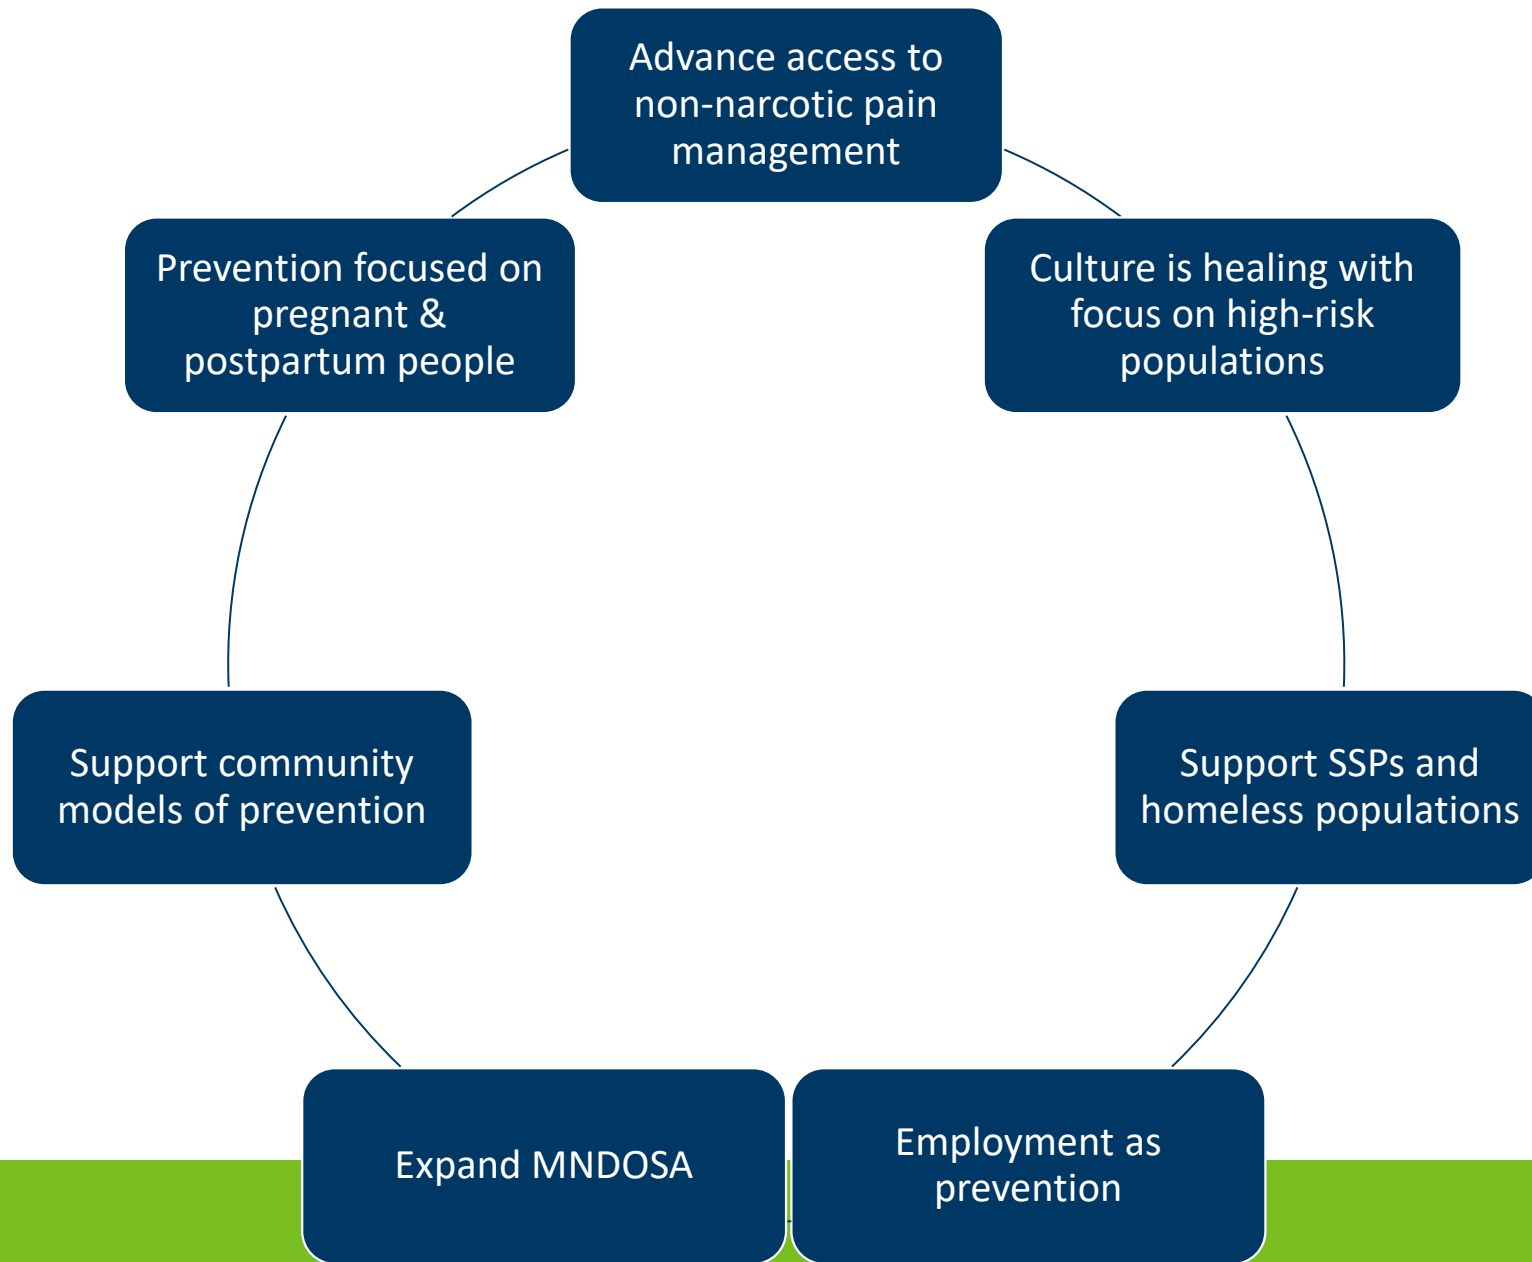 Advance access to
non-narcotic pain
management
Prevention focused on
pregnant &
postpartum people
Culture is healing with
focus on high-risk
populations
Support community
models of prevention
Support SSPs and
homeless populations
Expand MNDOSA
Employment as
prevention